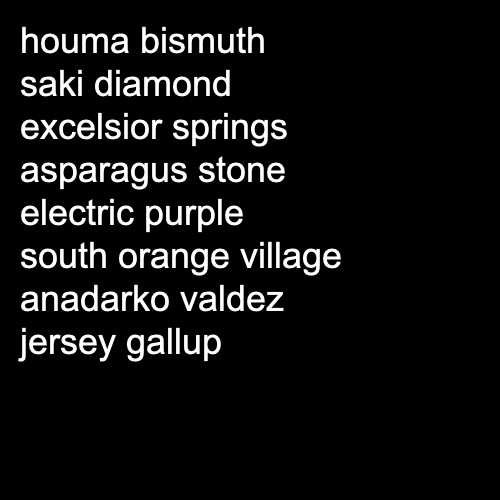 houma bismuth
saki diamond
excelsior springs
asparagus stone
electric purple
south orange village
anadarko valdez
jersey gallup